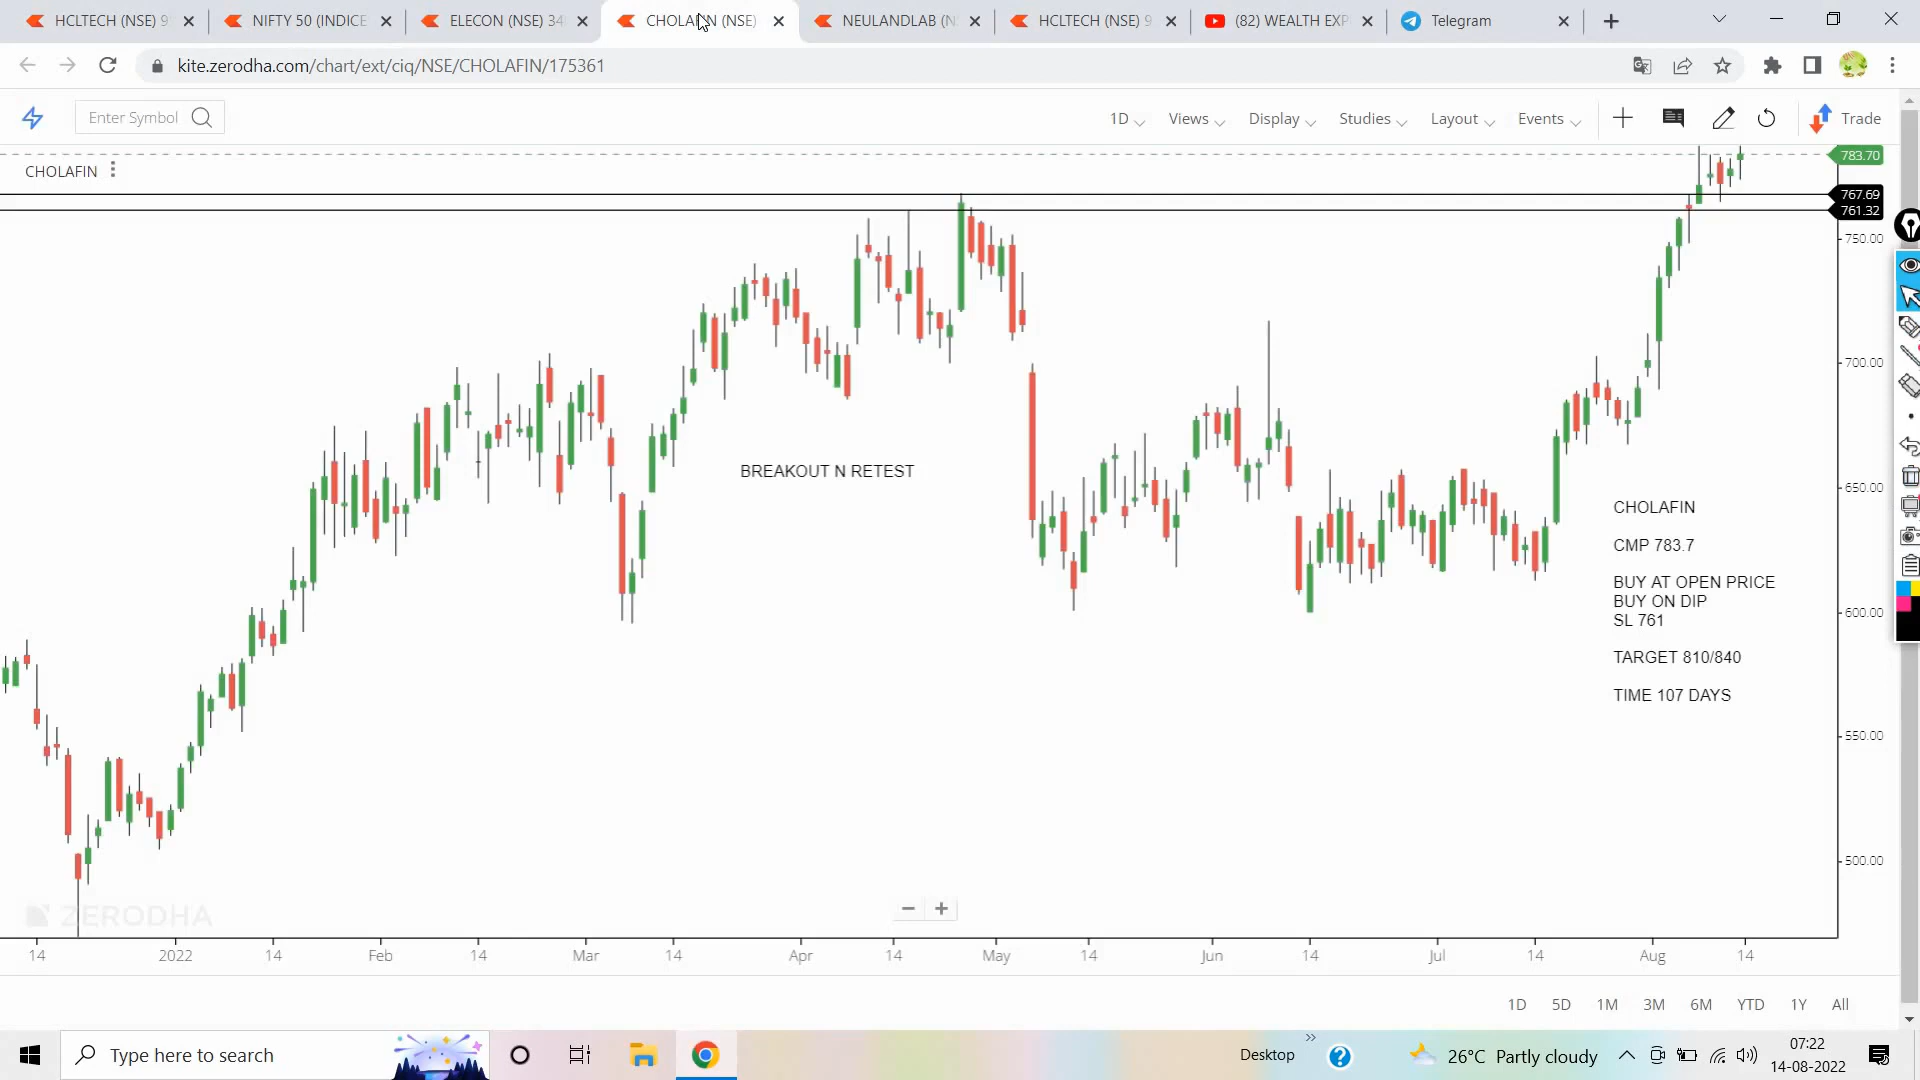 HCLTECH (NSE) 9
NIFTY 50 (INDICE
ELECON (NSE) 34
CHOLAFIN (NSE)
NEULANDLAB (N
HCLTECH (NSE) 9
(82) WEALTH EXP
Telegram
kite.zerodha.com/chart/ext/ciq/NSE/CHOLAFIN/175361
Enter Symbol
1D
Views
Display
Studies
Layout
Events
Trade
CHOLAFIN
783.70
767.69
761.32
750.00
700.00
650.00
600.00
550.00
500.00
BREAKOUT N RETEST
CHOLAFIN
CMP 783.7
BUY AT OPEN PRICE
BUY ON DIP
SL 761
TARGET 810/840
TIME 107 DAYS
ZERODHA
14 2022 14 Feb 14 Mar 14 Apr 14 May 14 Jun 14 Jul 14 Aug 14
1D 5D 1M 3M 6M YTD 1Y All
Type here to search
Desktop
26°C Partly cloudy
07:22
14-08-2022